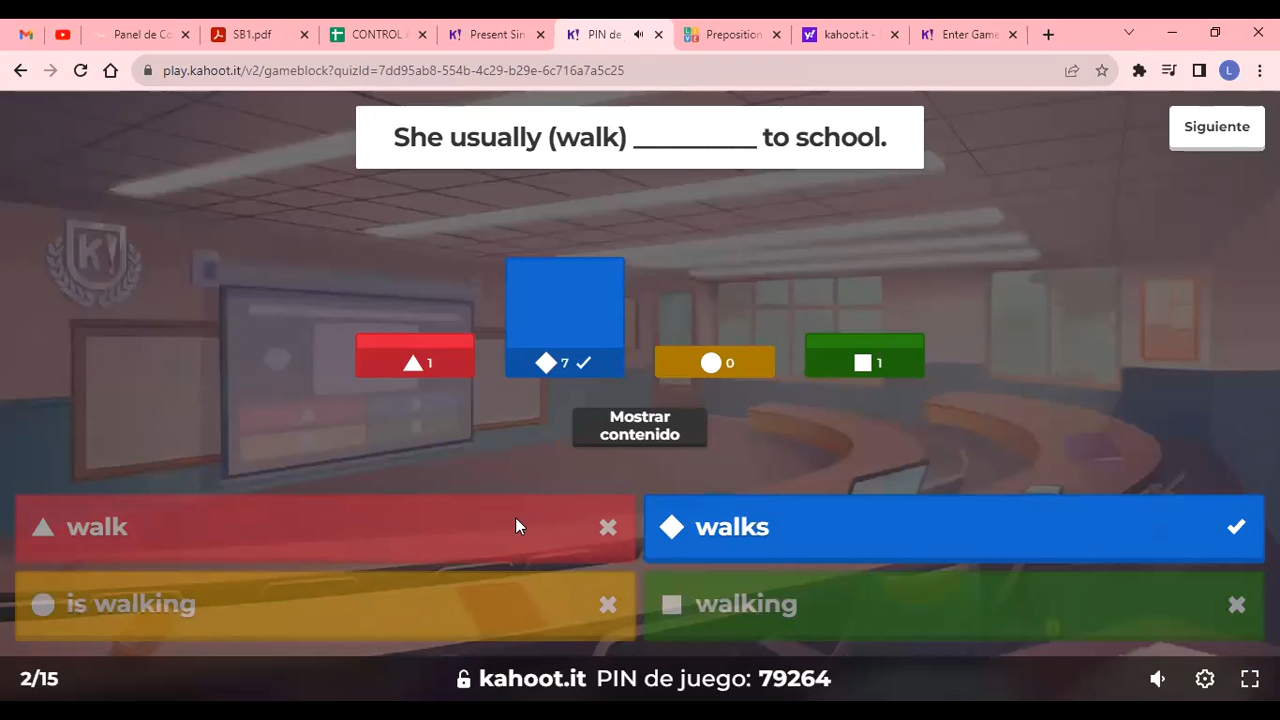 Panel de Co
SB1.pdf
CONTROL A
K! Present Sin
K! PIN de
Preposition
kahoot.it -
K! Enter Game
play.kahoot.it/v2/gameblock?quizId=7dd95ab8-554b-4c29-b29e-6c716a7a5c25
L
She usually (walk) __________ to school.
Siguiente
K!
1
7
0
1
Mostrar
contenido
walk
walks
is walking
walking
2/15
kahoot.it PIN de juego: 79264